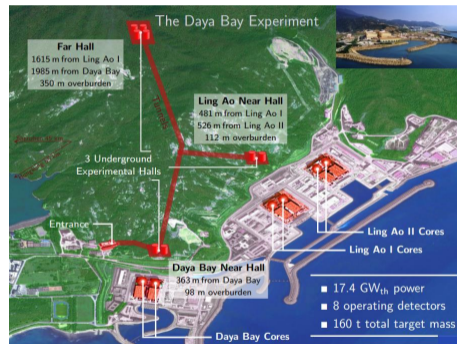 The Daya Bay Experiment
Far Hall
1615 m from Ling Ao I
1985 m from Daya Bay
350 m overburden
Ling Ao Near Hall
481 m from Ling Ao I
526 m from Ling Ao II
112 m overburden
3 Underground
Experimental Halls
Entrance
Daya Bay Near Hall
363 m from Daya Bay
98 m overburden
Ling Ao II Cores
Ling Ao I Cores
Daya Bay Cores
■ 17.4 GWth power
■ 8 operating detectors
■ 160 t total target mass